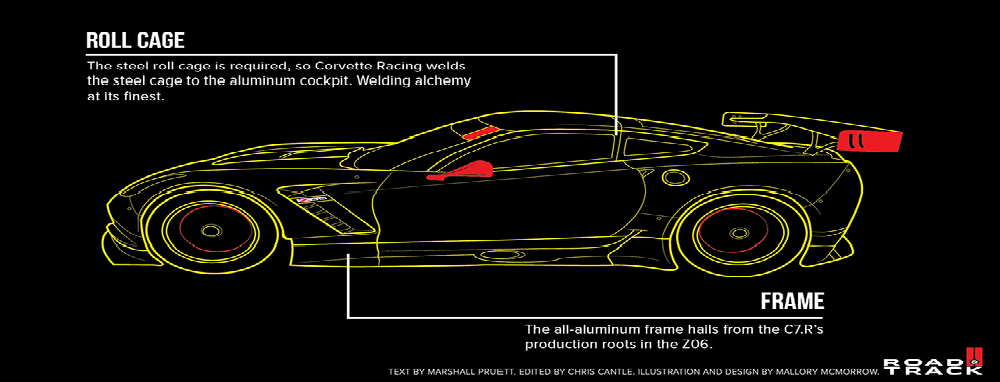 ROLL CAGE
The steel roll cage is required, so Corvette Racing welds
the steel cage to the aluminum cockpit. Welding alchemy
at its finest.
FRAME
The all-aluminum frame hails from the C7.R's
production roots in the Z06.
TEXT BY MARSHALL PRUETT. EDITED BY CHRIS CANTLE. ILLUSTRATION AND DESIGN BY MALLORY MCMORROW.
ROAD
TRACK